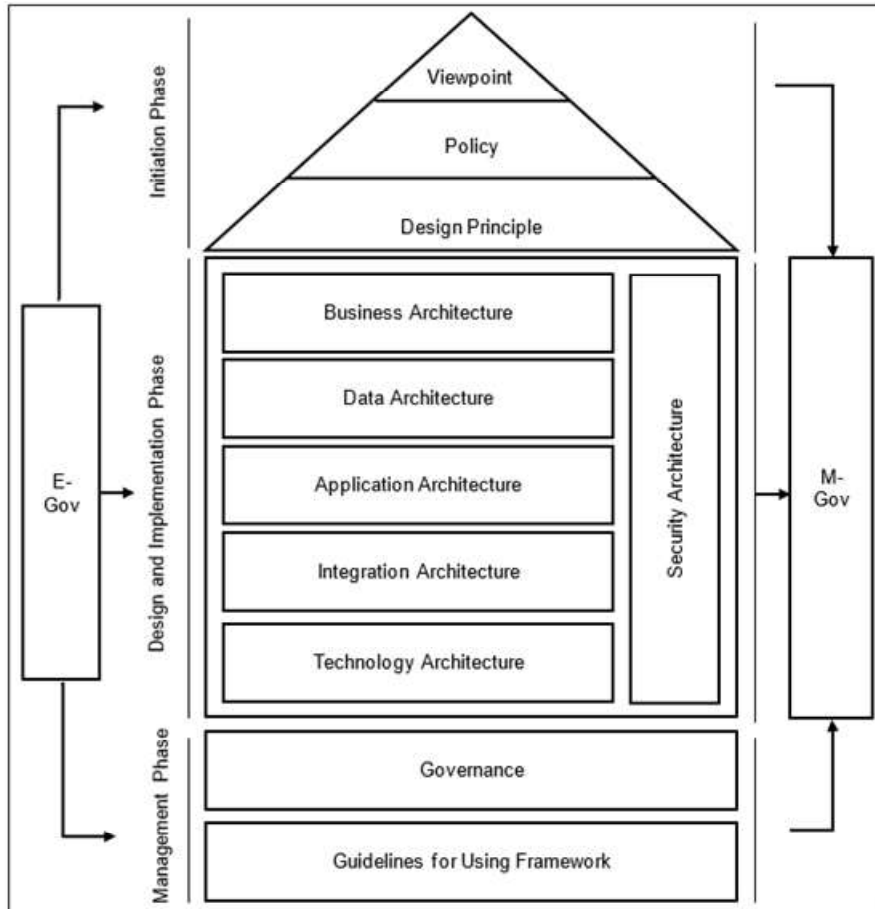 Initiation Phase
Viewpoint
Policy
Design Principle
E-
Gov
Design and Implementation Phase
Business Architecture
Data Architecture
Application Architecture
Integration Architecture
Technology Architecture
Security Architecture
M-
Gov
Management Phase
Governance
Guidelines for Using Framework